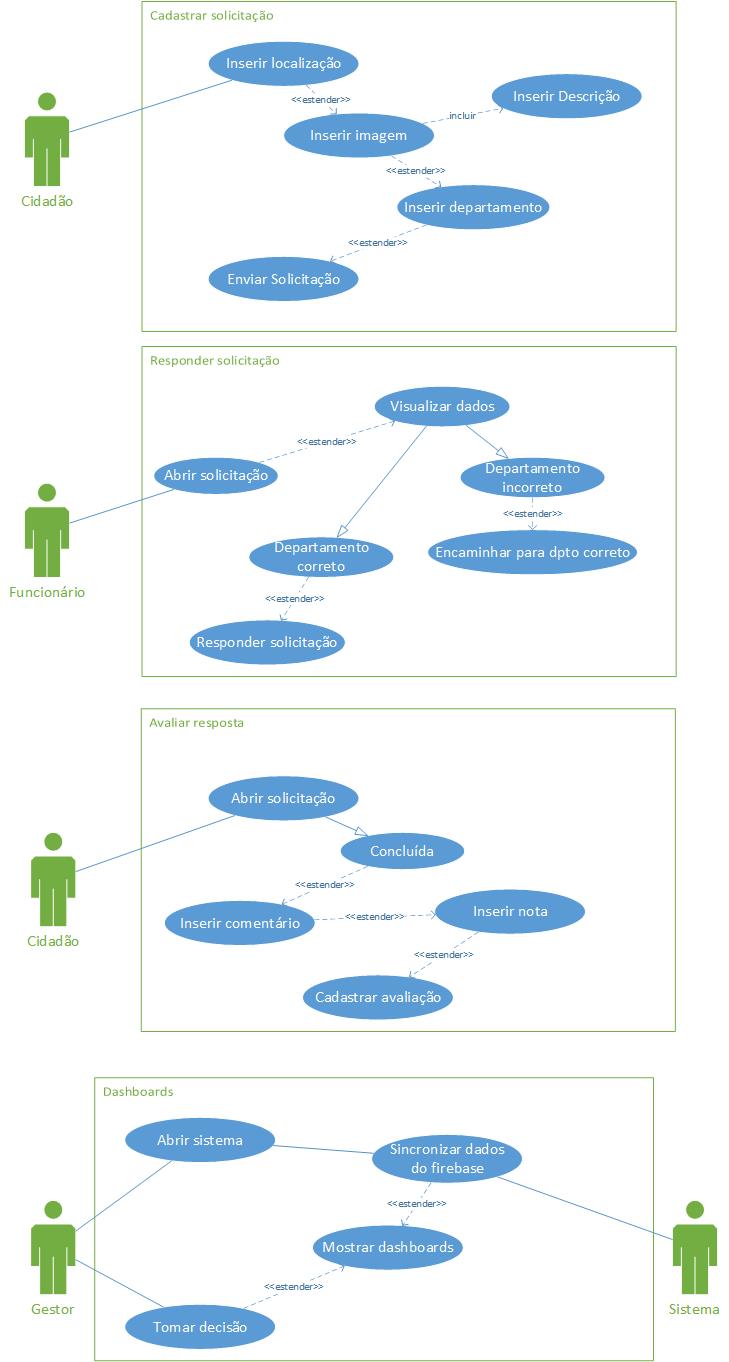 Cadastrar solicitação
Inserir localização
<<estender>>
Inserir Descrição
.incluir
Inserir imagem
<<estender>>
Cidadão
Inserir departamento
<<estender>>
Enviar Solicitação
Responder solicitação
Visualizar dados
<<estender>>
Abrir solicitação
Departamento
incorreto
<<estender>>
Departamento
correto
Encaminhar para dpto correto
Funcionário
<<estender>>
Responder solicitação
Avaliar resposta
Abrir solicitação
Concluída
<<estender>>
Inserir comentário
<<estender>>
Inserir nota
Cidadão
<<estender>>
Cadastrar avaliação
Dashboards
Abrir sistema
Sincronizar dados
do firebase
<<estender>>
Mostrar dashboards
<<estender>>
Gestor
Sistema
Tomar decisão